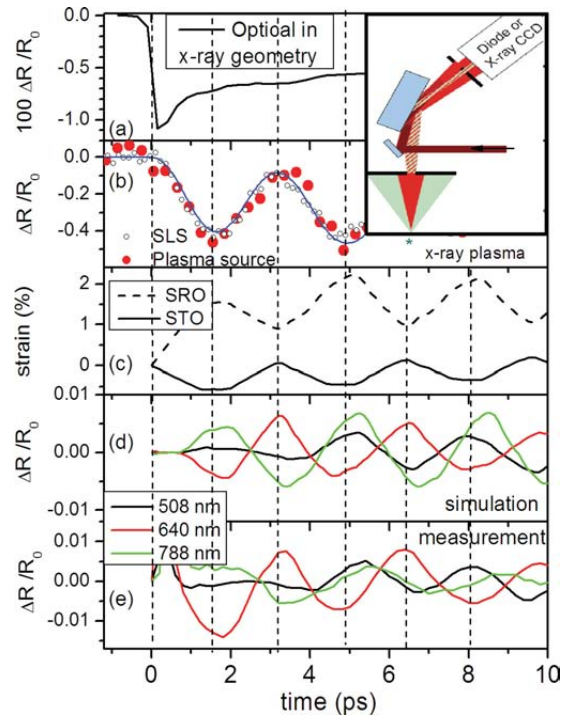 100 ΔR/R₀
0.0
-0.5
-1.0
Optical in
x-ray geometry
(a)
Diode or
X-ray CCD
*
x-ray plasma
ΔR/R₀
0.0
-0.2
-0.4
(b)
SLS
Plasma source
strain (%)
2
1
0
SRO
STO
(c)
ΔR/R₀
0.01
0.00
-0.01
(d)
simulation
508 nm
640 nm
788 nm
ΔR/R₀
0.01
0.00
-0.01
(e)
measurement
0 2 4 6 8 10
time (ps)